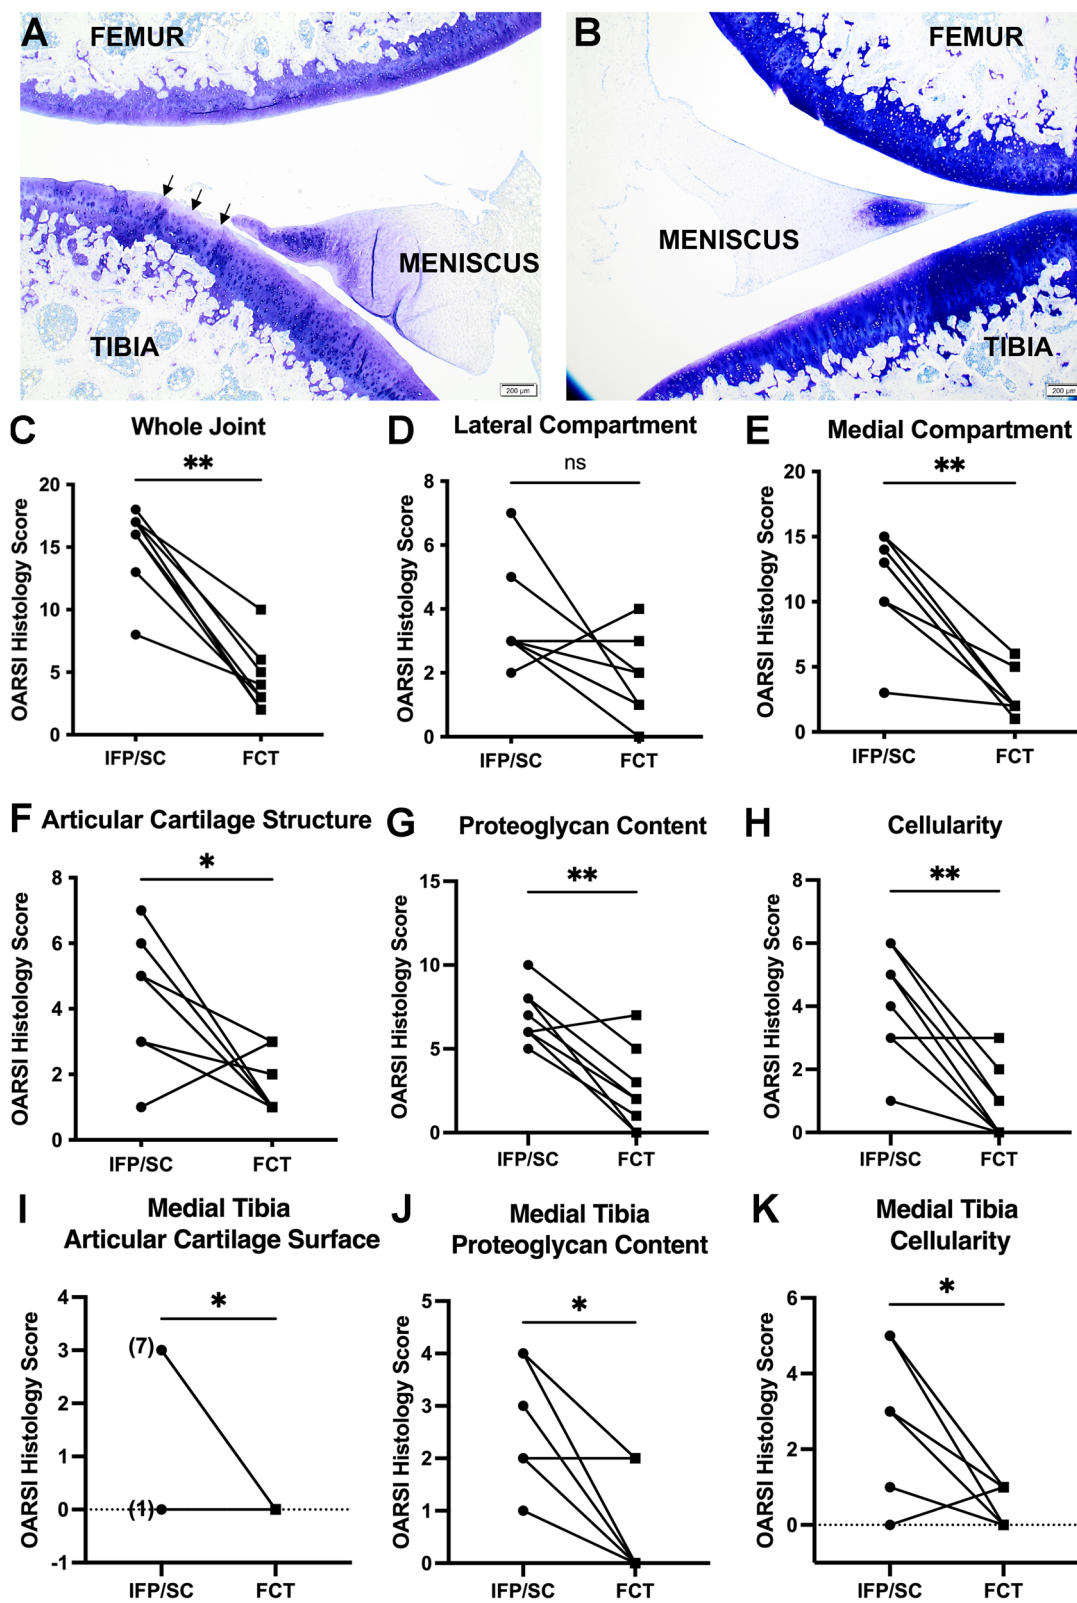 A
FEMUR
MENISCUS
TIBIA
200 µm
B
FEMUR
MENISCUS
TIBIA
200 µm
C
Whole Joint
**
OARSI Histology Score
20
15
10
5
0
IFP/SC
FCT
D
Lateral Compartment
ns
OARSI Histology Score
8
6
4
2
0
IFP/SC
FCT
E
Medial Compartment
**
OARSI Histology Score
20
15
10
5
0
IFP/SC
FCT
F
Articular Cartilage Structure
*
OARSI Histology Score
8
6
4
2
0
IFP/SC
FCT
G
Proteoglycan Content
**
OARSI Histology Score
15
10
5
0
IFP/SC
FCT
H
Cellularity
**
OARSI Histology Score
8
6
4
2
0
IFP/SC
FCT
I
Medial Tibia
Articular Cartilage Surface
*
OARSI Histology Score
4
3
2
1
0
-1
(7)
(1)
IFP/SC
FCT
J
Medial Tibia
Proteoglycan Content
*
OARSI Histology Score
5
4
3
2
1
0
IFP/SC
FCT
K
Medial Tibia
Cellularity
*
OARSI Histology Score
6
4
2
0
IFP/SC
FCT